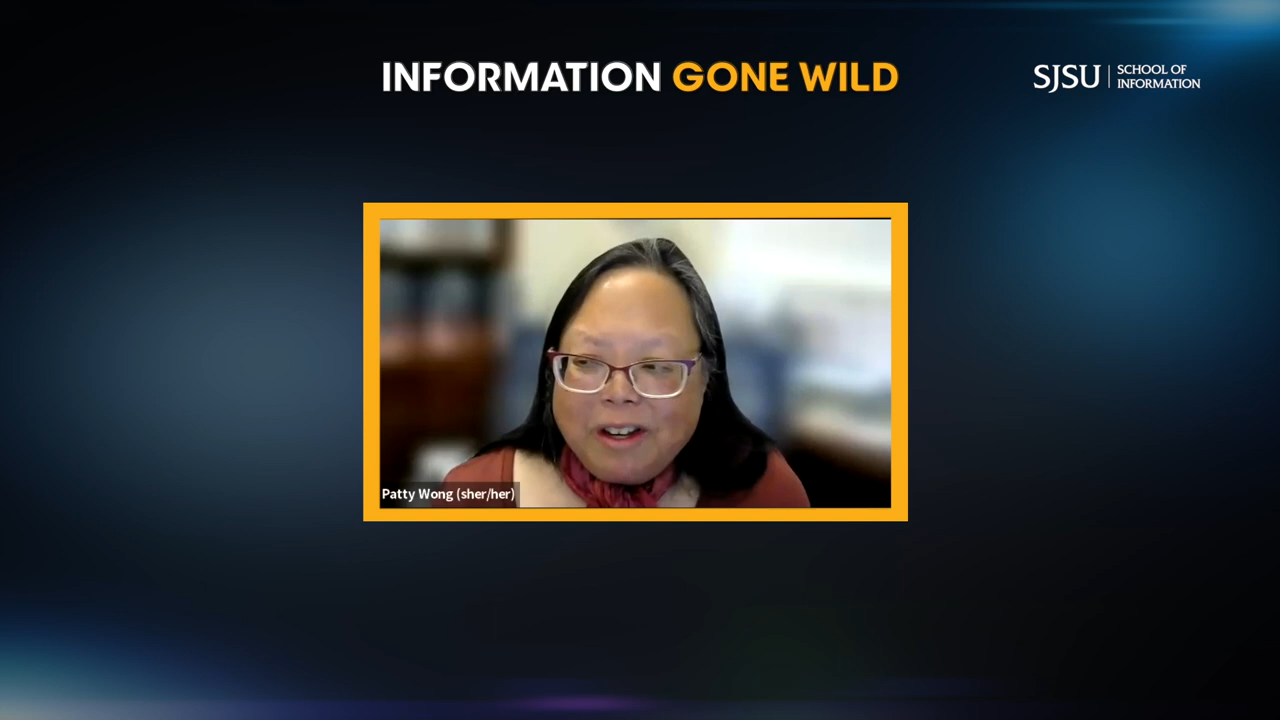 INFORMATION GONE WILD
SJSU
SCHOOL OF
INFORMATION
Patty Wong (sher/her)